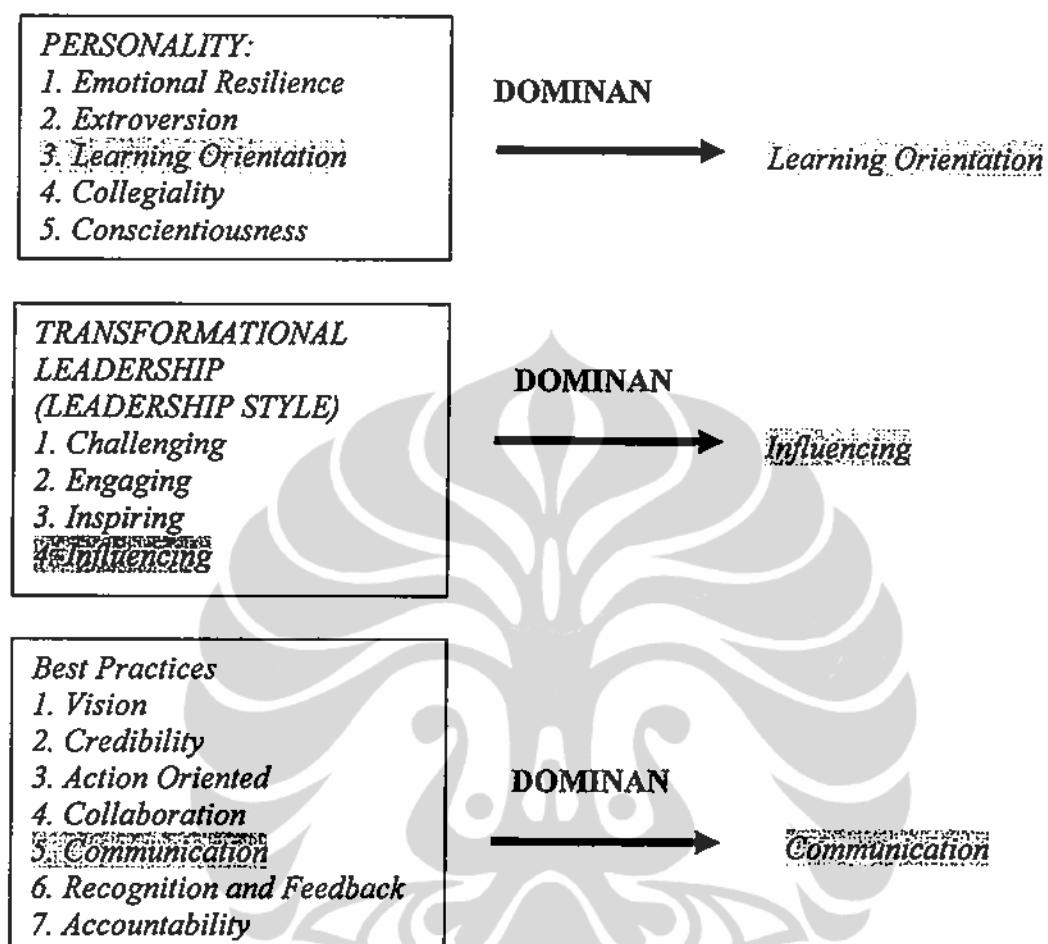 PERSONALITY:
1. Emotional Resilience
2. Extroversion
3. Learning Orientation
4. Collegiality
5. Conscientiousness
DOMINAN
Learning Orientation
TRANSFORMATIONAL
LEADERSHIP
(LEADERSHIP STYLE)
1. Challenging
2. Engaging
3. Inspiring
4. Influencing
DOMINAN
Influencing
Best Practices
1. Vision
2. Credibility
3. Action Oriented
4. Collaboration
5. Communication
6. Recognition and Feedback
7. Accountability
DOMINAN
Communication